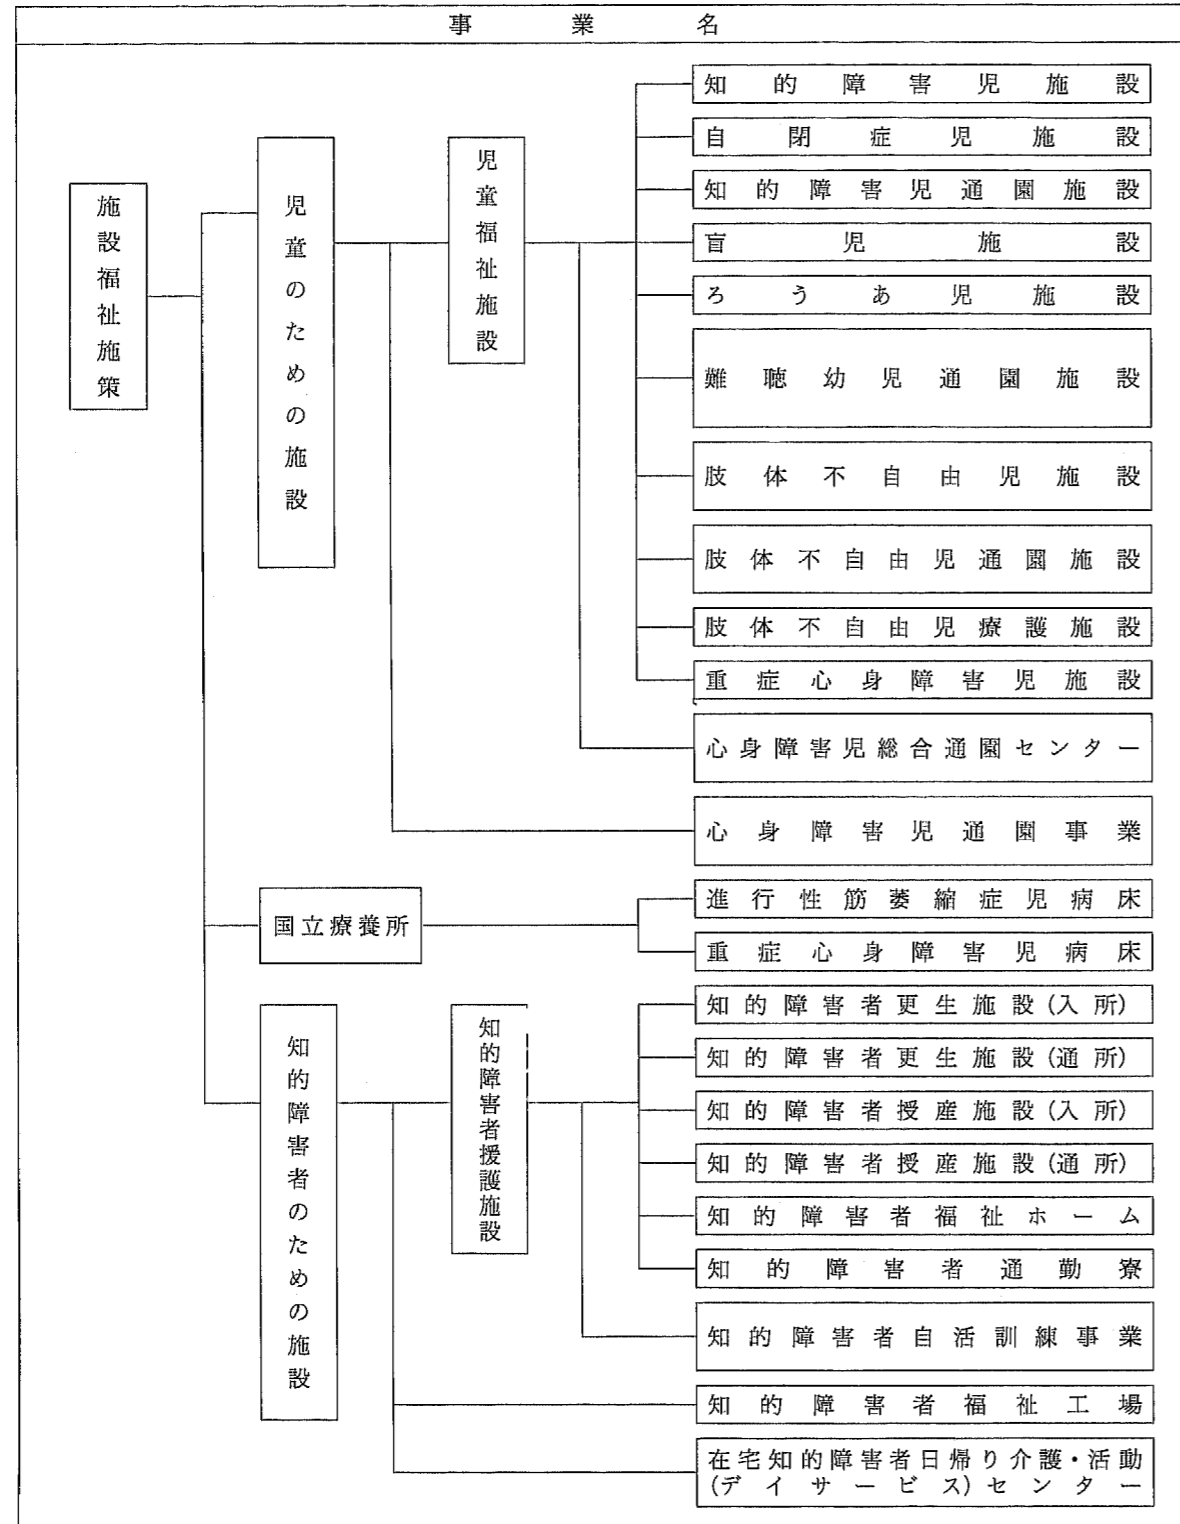 事業名
施設福祉施策
児童のための施設
児童福祉施設
知的障害児施設
自閉症児施設
知的障害児通園施設
盲児施設
ろうあ児施設
難聴幼児通園施設
肢体不自由児施設
肢体不自由児通園施設
肢体不自由児療護施設
重症心身障害児施設
心身障害児総合通園センター
心身障害児通園事業
国立療養所
進行性筋萎縮症児病床
重症心身障害児病床
知的障害者のための施設
知的障害者援護施設
知的障害者更生施設(入所)
知的障害者更生施設(通所)
知的障害者授産施設(入所)
知的障害者授産施設(通所)
知的障害者福祉ホーム
知的障害者通勤寮
知的障害者自活訓練事業
知的障害者福祉工場
在宅知的障害者日帰り介護・活動
(デイサービス)センター